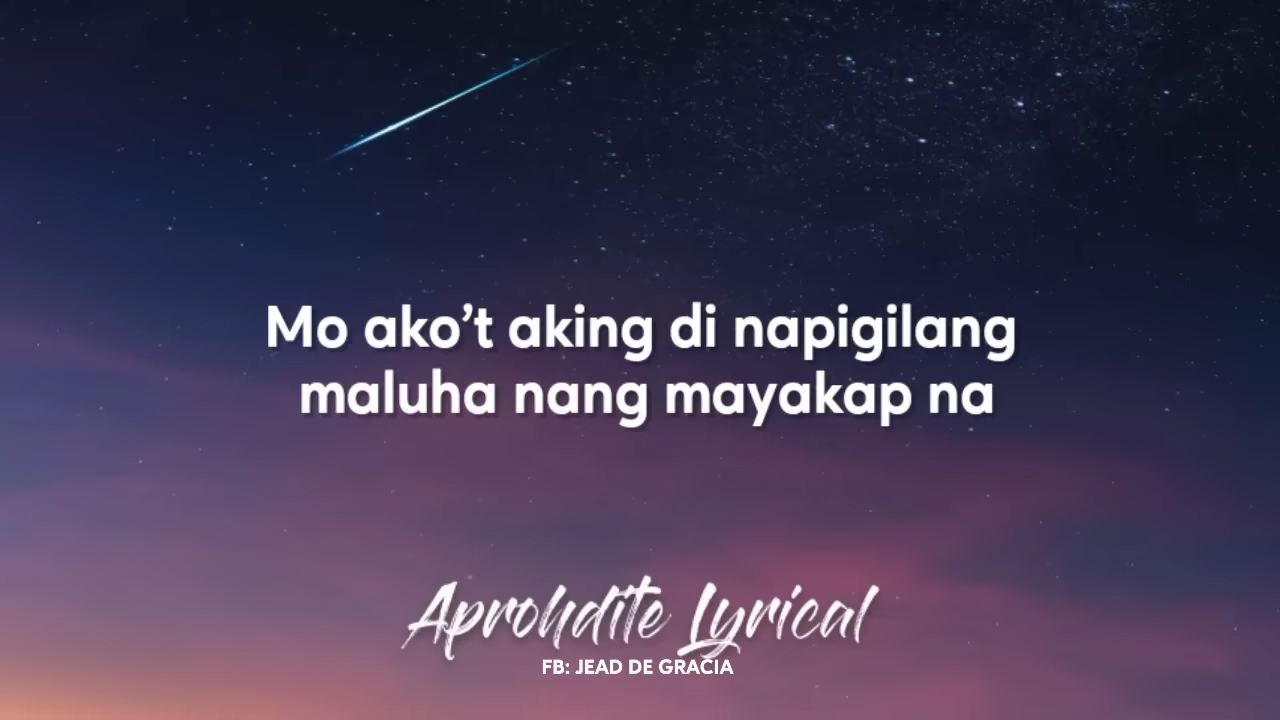 Mo ako’t aking di napigilang
maluha nang mayakap na
Aprohdite Lyrical
FB: JEAD DE GRACIA